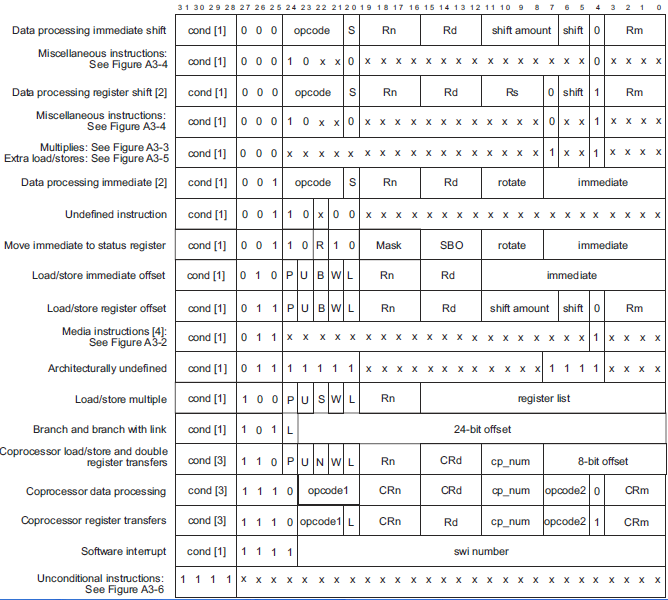 31 30 29 28 27 26 25 24 23 22 21 20 19 18 17 16 15 14 13 12 11 10 9 8 7 6 5 4 3 2 1 0
Data processing immediate shift cond [1] 0 0 0 opcode S Rn Rd shift amount shift 0 Rm
Miscellaneous instructions:
See Figure A3-4 cond [1] 0 0 0 1 0 x x 0 x x x x x x x x x x x x x x x 0 x x x x
Data processing register shift [2] cond [1] 0 0 0 opcode S Rn Rd Rs 0 shift 1 Rm
Miscellaneous instructions:
See Figure A3-4 cond [1] 0 0 0 1 0 x x 0 x x x x x x x x x x x x 0 x x 1 x x x x
Multiplies: See Figure A3-3
Extra load/stores: See Figure A3-5 cond [1] 0 0 0 x x x x x x x x x x x x x x x x x 1 x x 1 x x x x
Data processing immediate [2] cond [1] 0 0 1 opcode S Rn Rd rotate immediate
Undefined instruction cond [1] 0 0 1 1 0 x 0 0 x x x x x x x x x x x x x x x x x x x x
Move immediate to status register cond [1] 0 0 1 1 0 R 1 0 Mask SBO rotate immediate
Load/store immediate offset cond [1] 0 1 0 P U B W L Rn Rd immediate
Load/store register offset cond [1] 0 1 1 P U B W L Rn Rd shift amount shift 0 Rm
Media instructions [4]:
See Figure A3-2 cond [1] 0 1 1 x x x x x x x x x x x x x x x x x x x x 1 x x x x
Architecturally undefined cond [1] 0 1 1 1 1 1 1 1 x x x x x x x x x x x x 1 1 1 1 x x x x
Load/store multiple cond [1] 1 0 0 P U S W L Rn register list
Branch and branch with link cond [1] 1 0 1 L 24-bit offset
Coprocessor load/store and double
register transfers cond [3] 1 1 0 P U N W L Rn CRd cp_num 8-bit offset
Coprocessor data processing cond [3] 1 1 1 0 opcode1 CRn CRd cp_num opcode2 0 CRm
Coprocessor register transfers cond [3] 1 1 1 0 opcode1 L CRn Rd cp_num opcode2 1 CRm
Software interrupt cond [1] 1 1 1 1 swi number
Unconditional instructions:
See Figure A3-6 1 1 1 1 x x x x x x x x x x x x x x x x x x x x x x x x x x x x